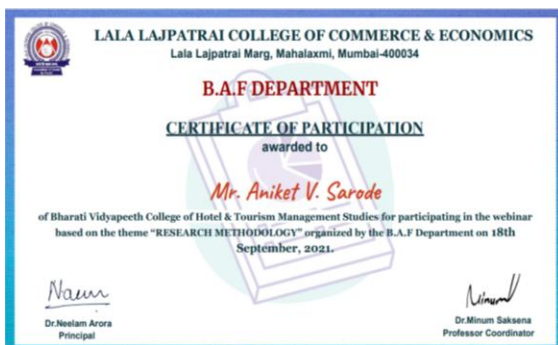 LALA LAJPATRAI COLLEGE OF COMMERCE & ECONOMICS
Lala Lajpatrai Marg, Mahalaxmi, Mumbai-400034
B.A.F DEPARTMENT
CERTIFICATE OF PARTICIPATION
awarded to
Mr. Aniket V. Sarode
of Bharati Vidyapeeth College of Hotel & Tourism Management Studies for participating in the webinar
based on the theme “RESEARCH METHODOLOGY” organized by the B.A.F Department on 18th
September, 2021.
Dr.Neelam Arora
Principal
Dr.Minum Saksena
Professor Coordinator